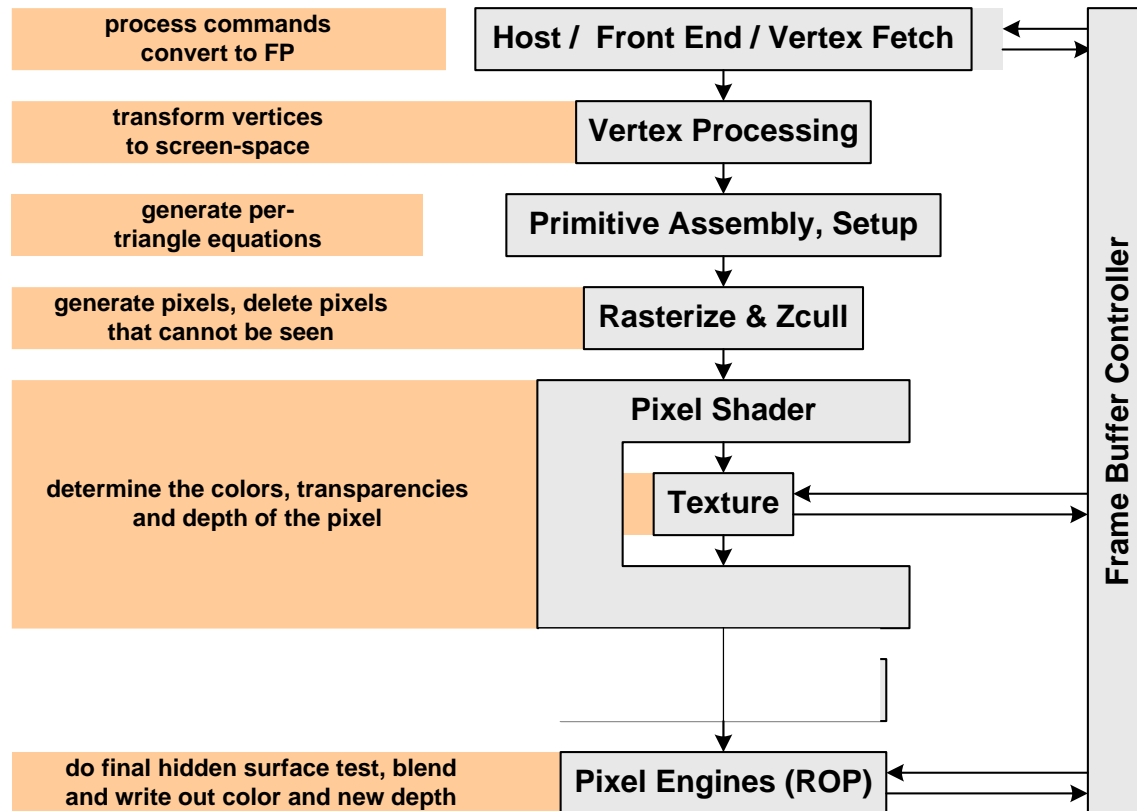 process commands
convert to FP
Host / Front End / Vertex Fetch
transform vertices
to screen-space
Vertex Processing
generate per-
triangle equations
Primitive Assembly, Setup
generate pixels, delete pixels
that cannot be seen
Rasterize & Zcull
Pixel Shader
determine the colors, transparencies
and depth of the pixel
Texture
do final hidden surface test, blend
and write out color and new depth
Pixel Engines (ROP)
Frame Buffer Controller